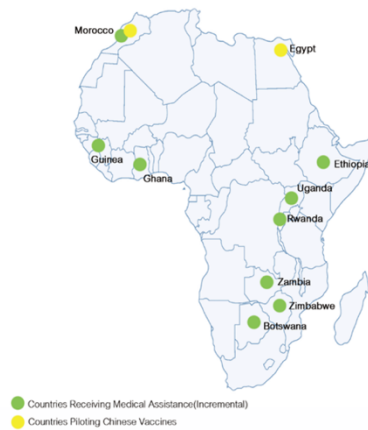 Morocco
Egypt
Guinea
Ghana
Ethiopia
Uganda
Rwanda
Zambia
Zimbabwe
Botswana
Countries Receiving Medical Assistance(Incremental)
Countries Piloting Chinese Vaccines